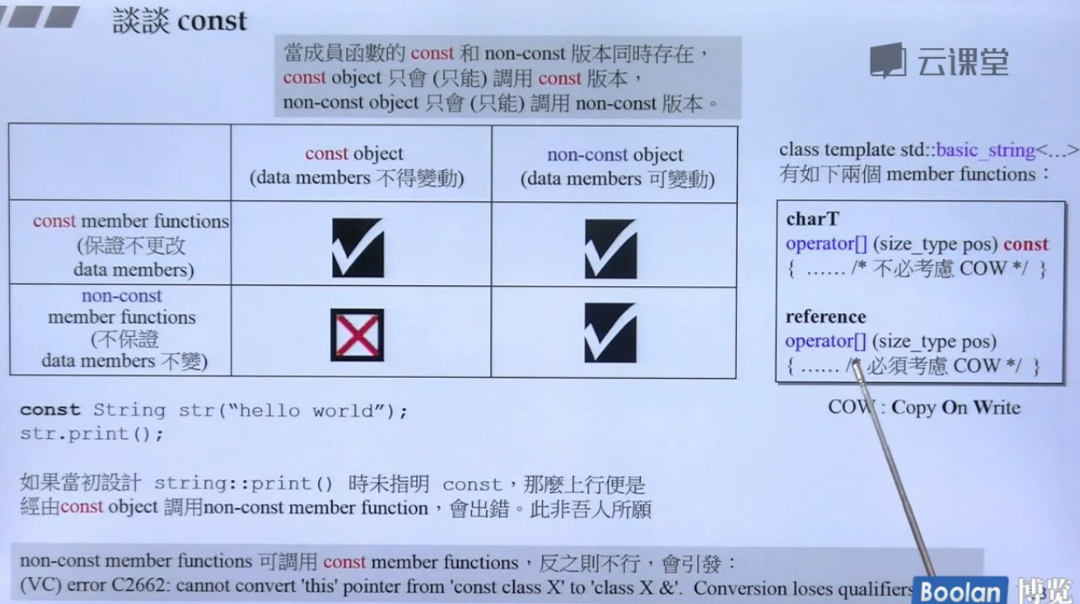 談談 const
當成員函數的 const 和 non-const 版本同時存在，
const object 只會 (只能) 調用 const 版本，
non-const object 只會 (只能) 調用 non-const 版本。
云课堂
const object
(data members 不得變動)
non-const object
(data members 可變動)
const member functions
(保證不更改
data members)
non-const
member functions
(不保證
data members 不變)
class template std::basic_string<…>
有如下兩個 member functions：
charT
operator[] (size_type pos) const
{ …… /* 不必考慮 COW */ }
reference
operator[] (size_type pos)
{ …… /* 必須考慮 COW */ }
COW : Copy On Write
const String str(“hello world”);
str.print();
如果當初設計 string::print() 時未指明 const，那麼上行便是
經由const object 調用non-const member function，會出錯。此非吾人所願
non-const member functions 可調用 const member functions，反之則不行，會引發：
(VC) error C2662: cannot convert 'this' pointer from 'const class X' to 'class X &'. Conversion loses qualifiers
Boolan 博览